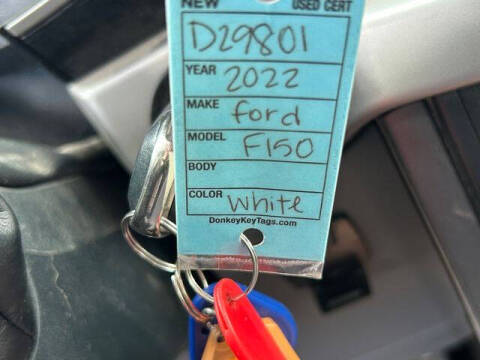 NEW USED CERT
D29801
YEAR 2022
MAKE ford
MODEL F150
BODY
COLOR white
DonkeyKeyTags.com